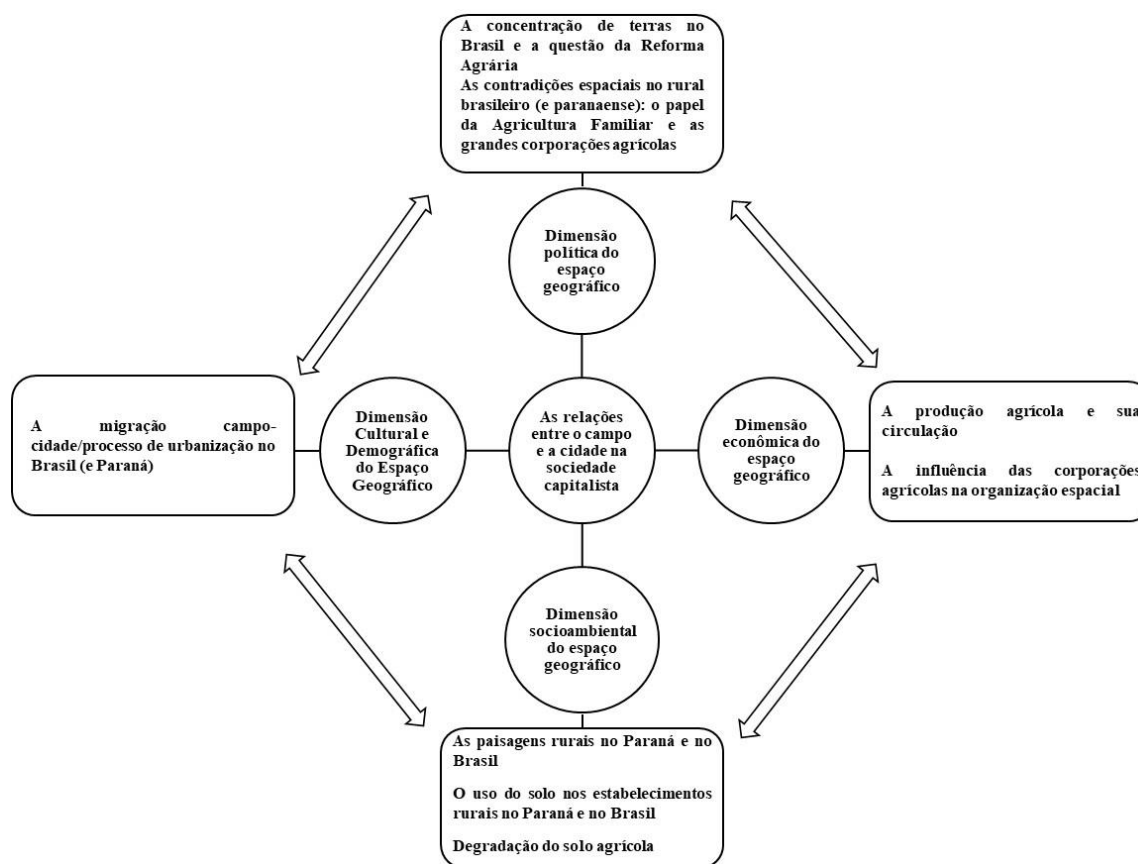 A concentração de terras no
Brasil e a questão da Reforma
Agrária
As contradições espaciais no rural
brasileiro (e paranaense): o papel
da Agricultura Familiar e as
grandes corporações agrícolas
Dimensão
política do
espaço
geográfico
A migração campo-
cidade/processo de urbanização no
Brasil (e Paraná)
Dimensão
Cultural e
Demográfica
do Espaço
Geográfico
As relações
entre o campo
e a cidade na
sociedade
capitalista
Dimensão
econômica do
espaço
geográfico
A produção agrícola e sua
circulação
A influência das corporações
agrícolas na organização espacial
Dimensão
socioambiental
do espaço
geográfico
As paisagens rurais no Paraná e no
Brasil
O uso do solo nos estabelecimentos
rurais no Paraná e no Brasil
Degradação do solo agrícola